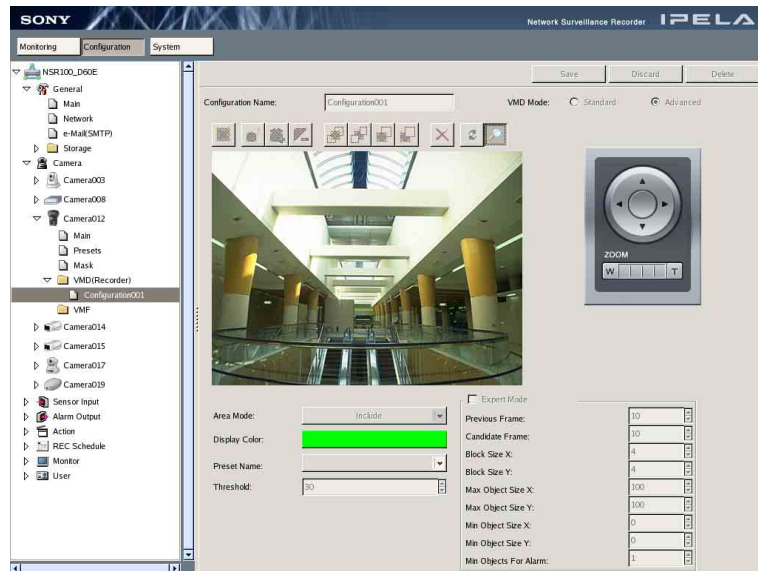 SONY
Network Surveillance Recorder IPELA
Monitoring Configuration System
NSR100_D60E
General
Main
Network
e-Mail(SMTP)
Storage
Camera
Camera003
Camera008
Camera012
Main
Presets
Mask
VMD(Recorder)
Configuration001
VMF
Camera014
Camera015
Camera017
Camera019
Sensor Input
Alarm Output
Action
REC Schedule
Monitor
User
Save Discard Delete
Configuration Name: Configuration001 VMD Mode: Standard Advanced
ZOOM
W T
Area Mode: Include
Display Color:
Preset Name:
Threshold: 30
Expert Mode
Previous Frame: 10
Candidate Frame: 10
Block Size X: 4
Block Size Y: 4
Max Object Size X: 100
Max Object Size Y: 100
Min Object Size X: 0
Min Object Size Y: 0
Min Objects For Alarm: 1